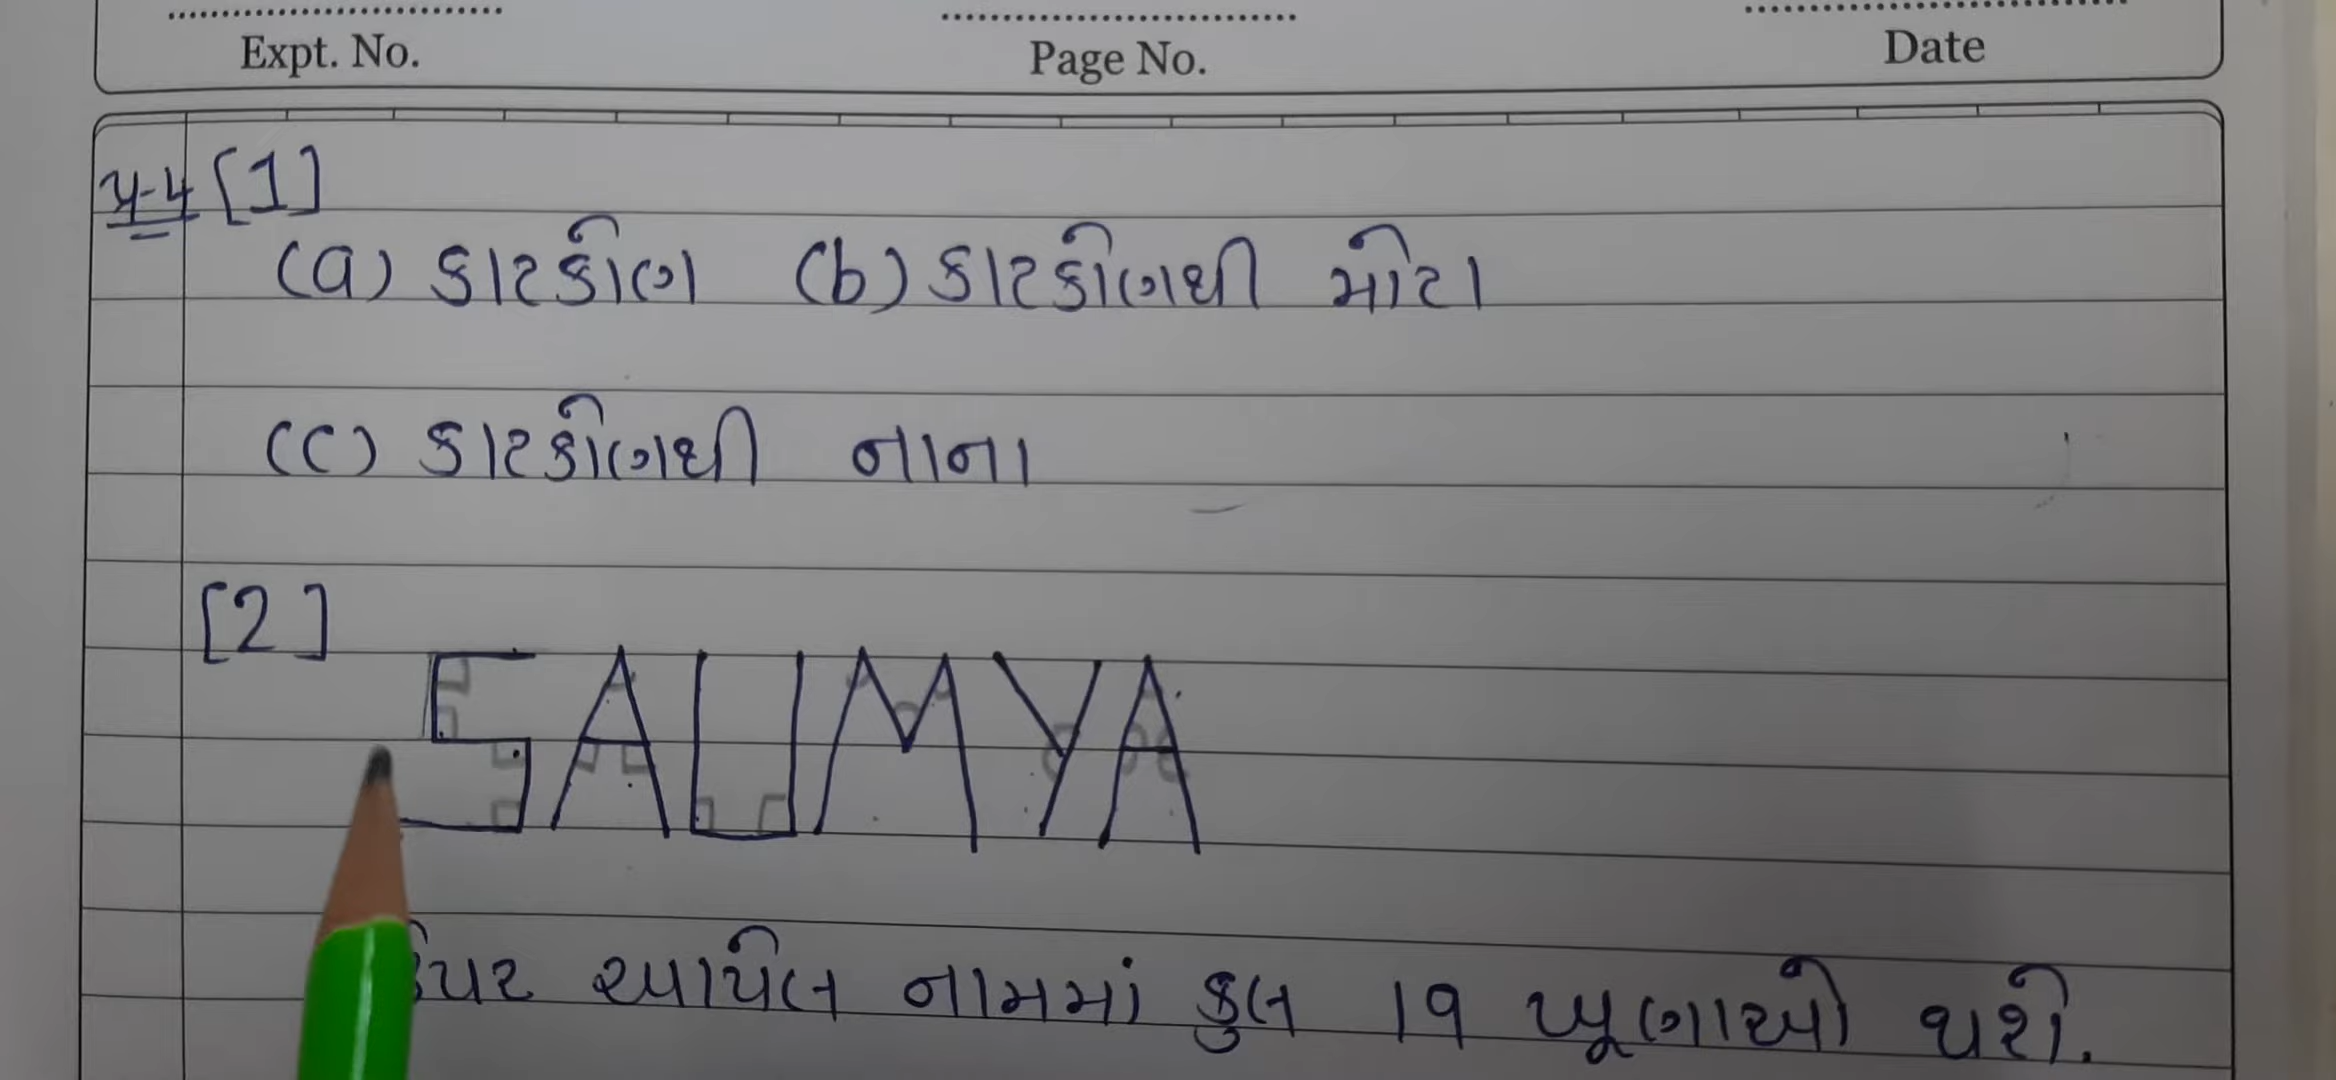 Expt. No. Page No. Date
પ્ર-4 [1]
(a) કાટકોણ (b) કાટકોણથી મોટા
(c) કાટકોણથી નાના
[2]
SAUMYA
ઉપર આપેલ નામમાં કુલ 19 ખૂણાઓ થશે.